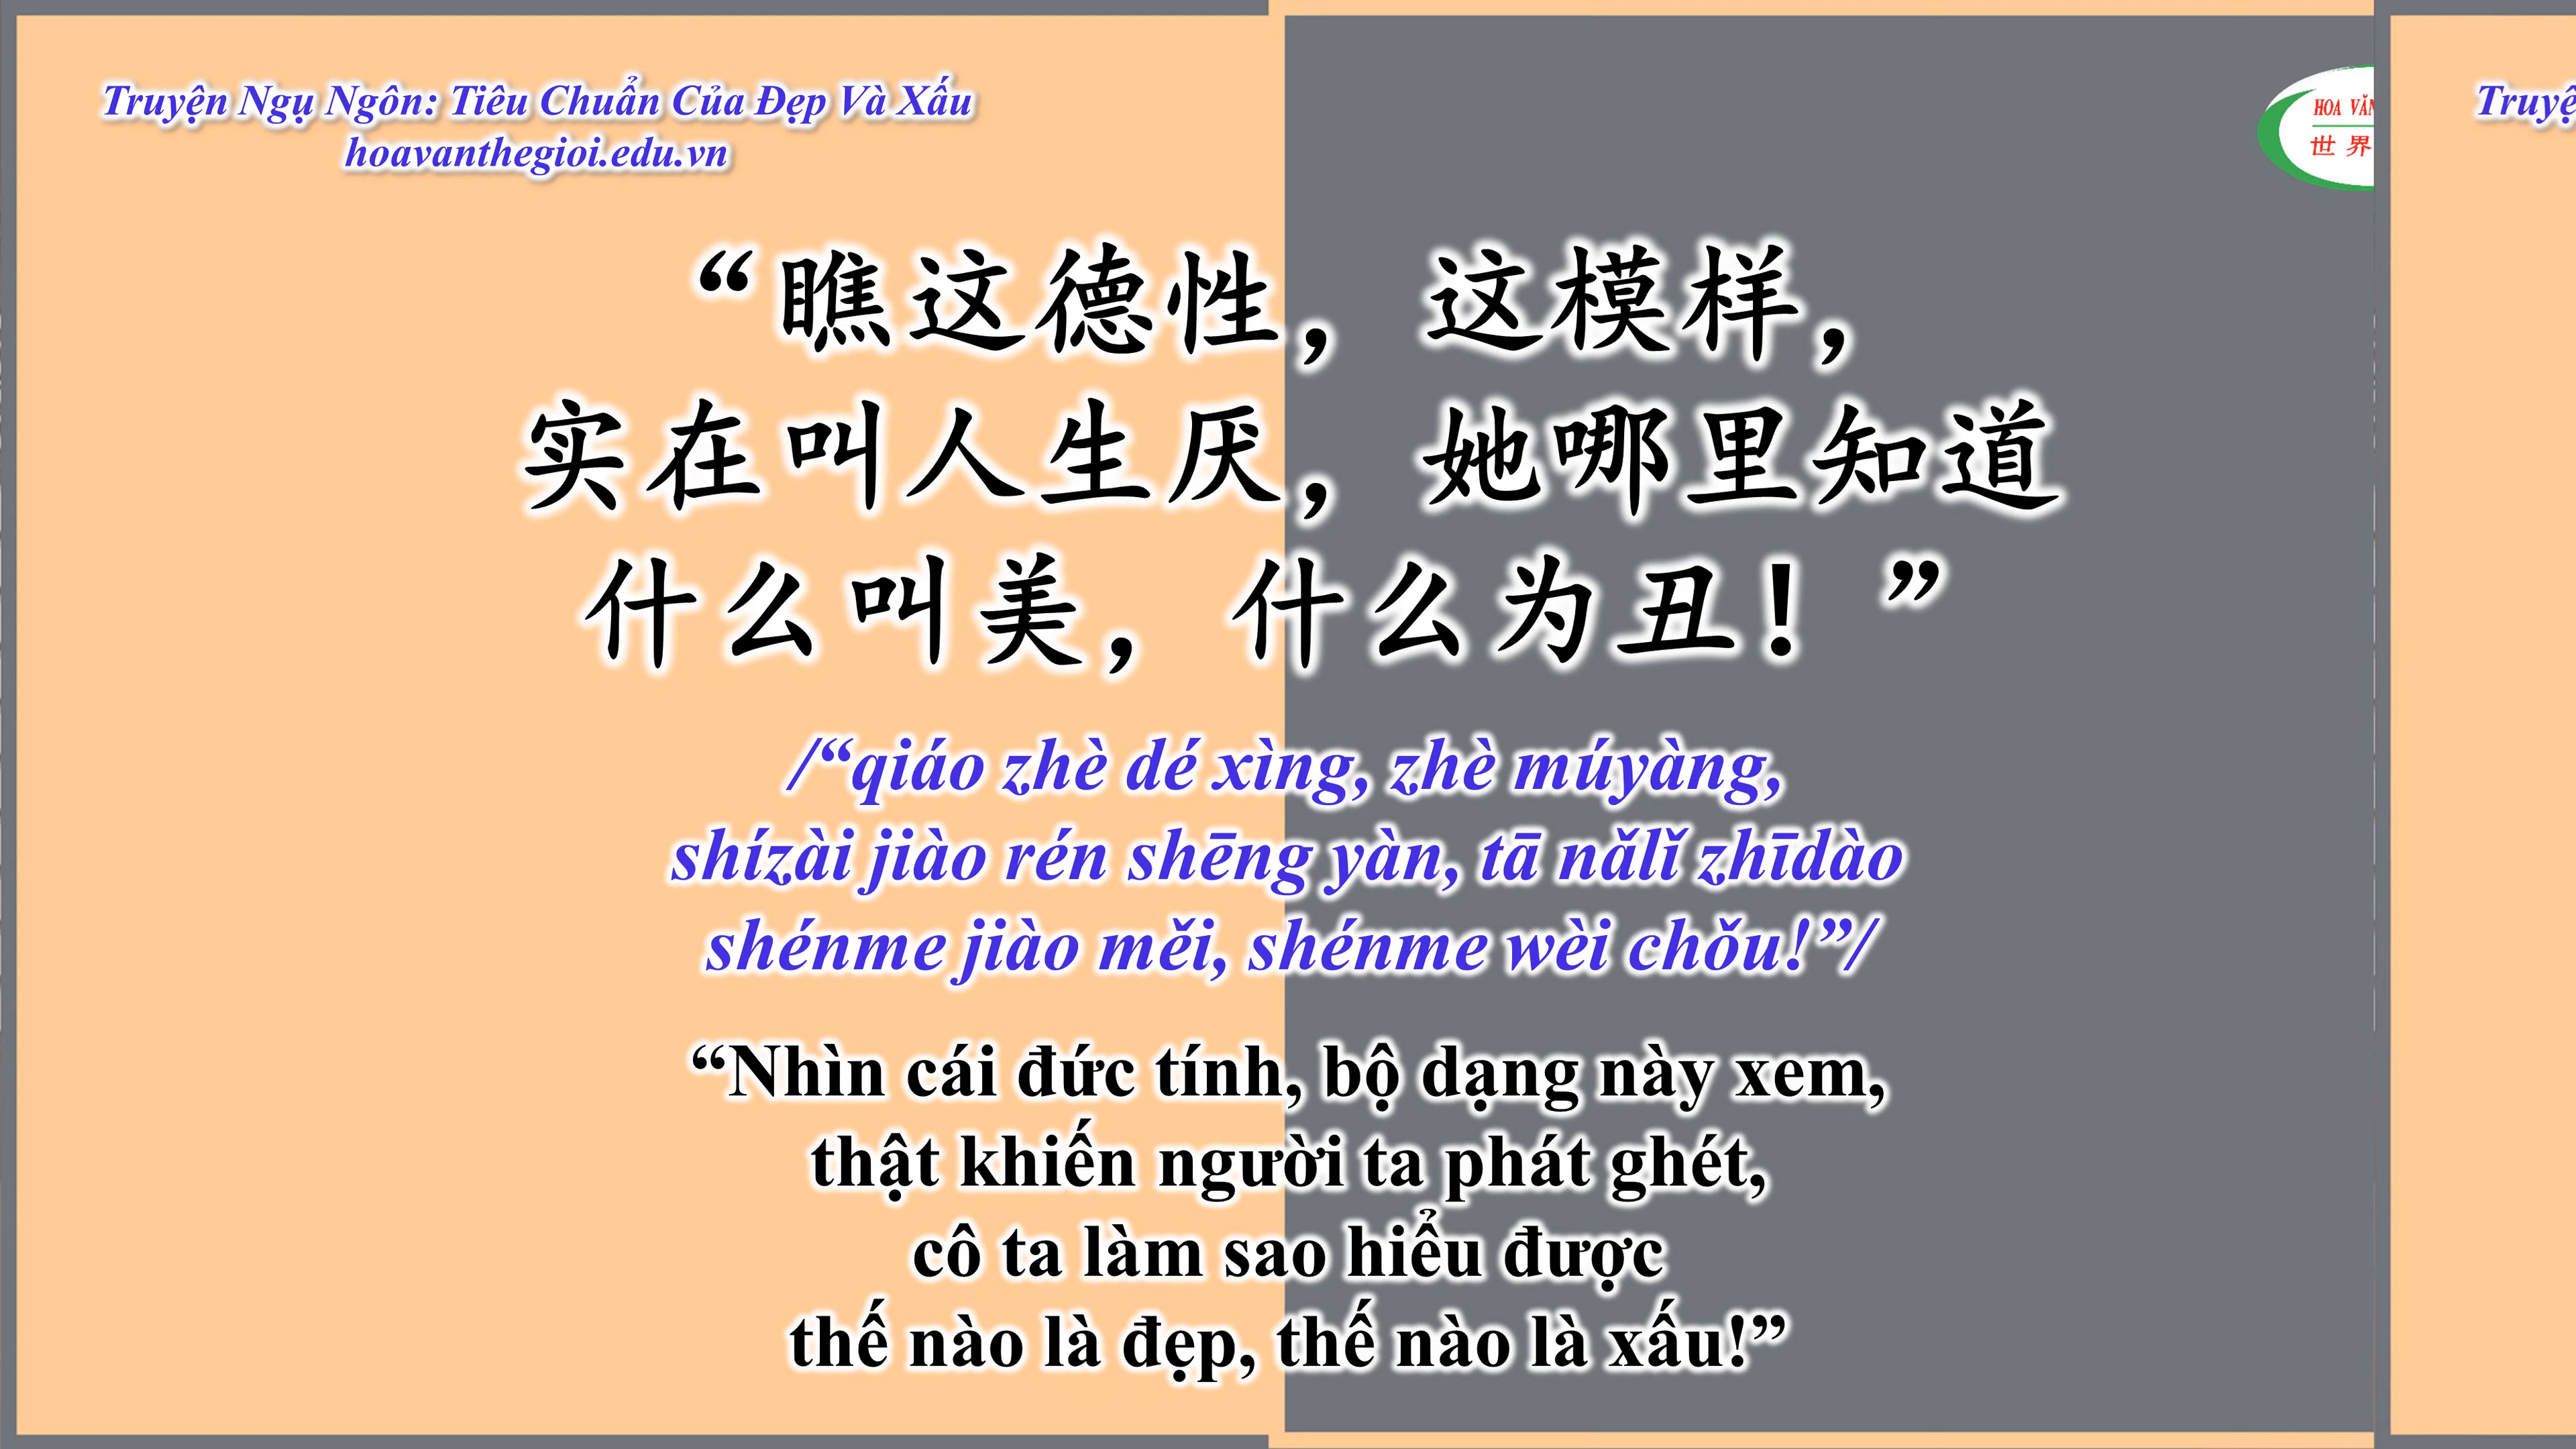 Truyện Ngụ Ngôn: Tiêu Chuẩn Của Đẹp Và Xấu
hoavanthegioi.edu.vn
HOA VĂN
世界
“瞧这德性，这模样，
实在叫人生厌，她哪里知道
什么叫美，什么为丑！”
/“qiáo zhè dé xìng, zhè múyàng,
shízài jiào rén shēng yàn, tā nǎlǐ zhīdào
shénme jiào měi, shénme wèi chǒu!”/
“Nhìn cái đức tính, bộ dạng này xem,
thật khiến người ta phát ghét,
cô ta làm sao hiểu được
thế nào là đẹp, thế nào là xấu!”